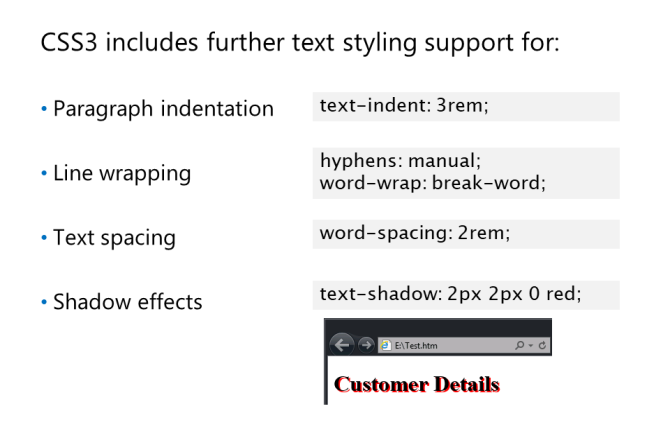 CSS3 includes further text styling support for:
• Paragraph indentation
text-indent: 3rem;
• Line wrapping
hyphens: manual;
word-wrap: break-word;
• Text spacing
word-spacing: 2rem;
• Shadow effects
text-shadow: 2px 2px 0 red;
E:\Test.htm
Customer Details